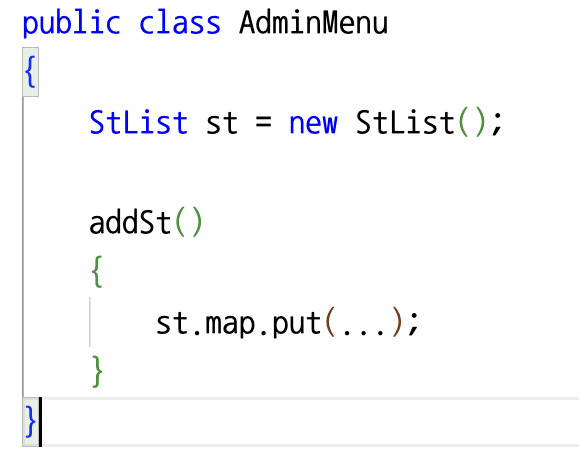 public class AdminMenu
{
StList st = new StList();
addSt()
{
st.map.put(...);
}
}